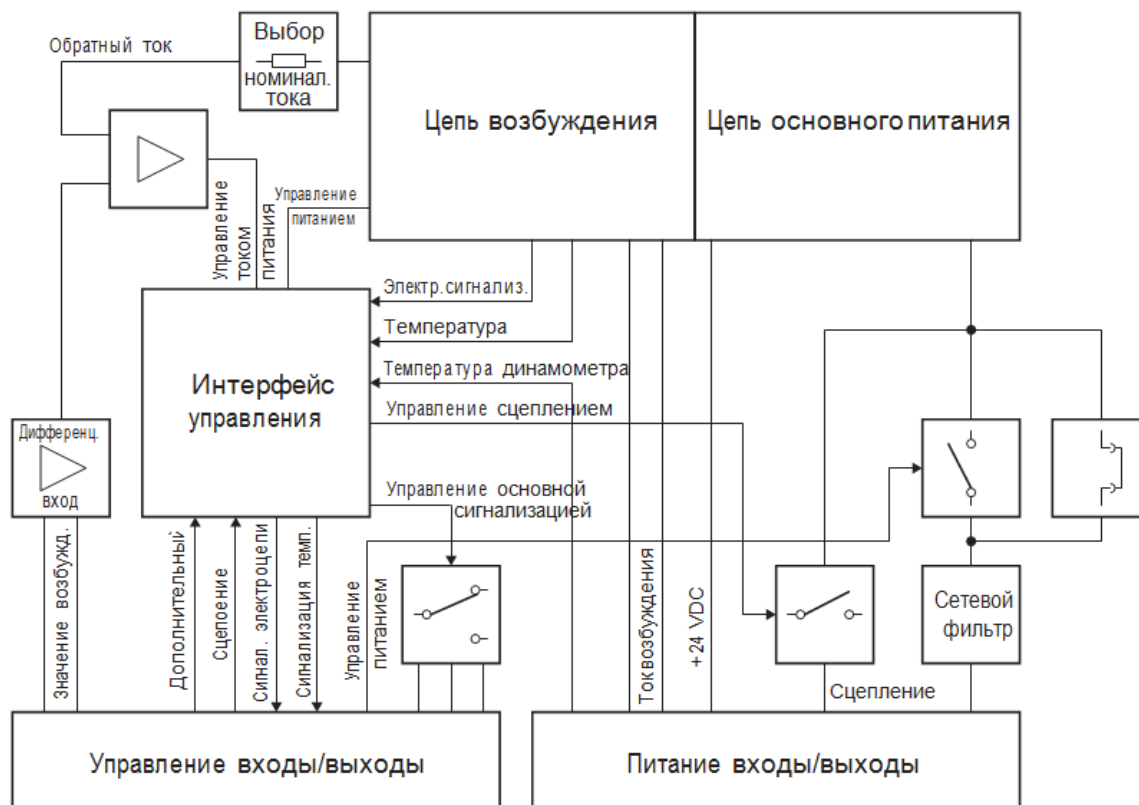 Обратный ток
Выбор
номинал.
тока
Цепь возбуждения
Цепь основного питания
Управление
питанием
Управление
током
питания
Электр.сигнализ.
Температура
Температура динамометра
Управление сцеплением
Интерфейс
управления
Дифференц.
вход
Управление основной
сигнализацией
Значение возбужд.
Дополнительный
Сцепоение
Сигнал. электроцепи
Сигнализация темп.
Управление
питанием
Ток возбуждения
+24 VDC
Сетевой
фильтр
Сцепление
Управление входы/выходы
Питание входы/выходы